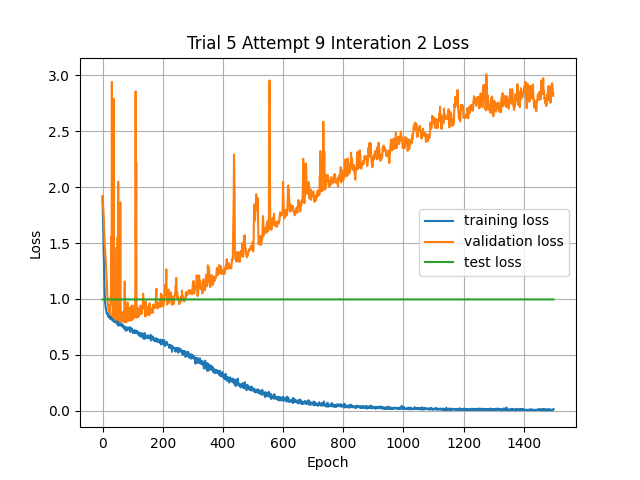 Trial 5 Attempt 9 Interation 2 Loss
3.0
2.5
2.0
1.5
1.0
0.5
0.0
Loss
training loss
validation loss
test loss
0 200 400 600 800 1000 1200 1400
Epoch